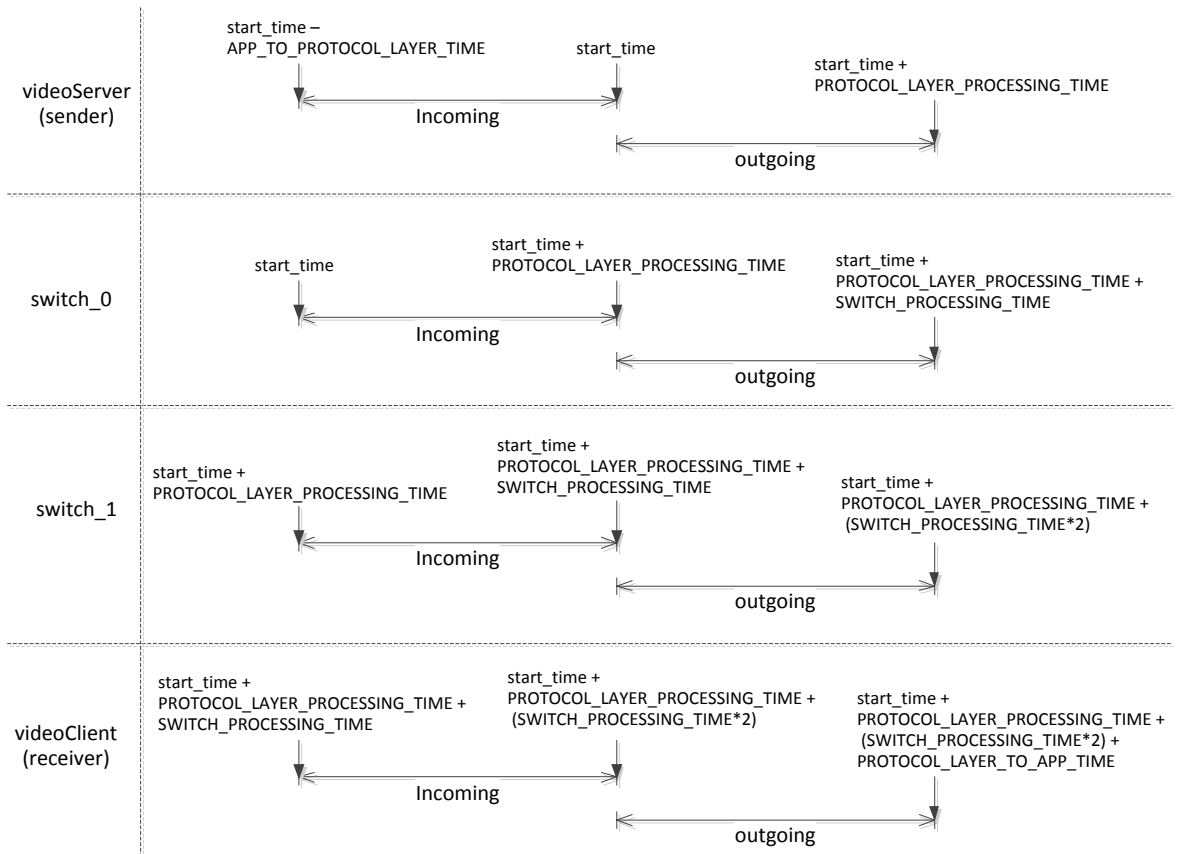 videoServer
(sender)
start_time –
APP_TO_PROTOCOL_LAYER_TIME
start_time
start_time +
PROTOCOL_LAYER_PROCESSING_TIME
Incoming
outgoing
switch_0
start_time
start_time +
PROTOCOL_LAYER_PROCESSING_TIME
start_time +
PROTOCOL_LAYER_PROCESSING_TIME +
SWITCH_PROCESSING_TIME
Incoming
outgoing
switch_1
start_time +
PROTOCOL_LAYER_PROCESSING_TIME
start_time +
PROTOCOL_LAYER_PROCESSING_TIME +
SWITCH_PROCESSING_TIME
start_time +
PROTOCOL_LAYER_PROCESSING_TIME +
(SWITCH_PROCESSING_TIME*2)
Incoming
outgoing
videoClient
(receiver)
start_time +
PROTOCOL_LAYER_PROCESSING_TIME +
SWITCH_PROCESSING_TIME
start_time +
PROTOCOL_LAYER_PROCESSING_TIME +
(SWITCH_PROCESSING_TIME*2)
start_time +
PROTOCOL_LAYER_PROCESSING_TIME +
(SWITCH_PROCESSING_TIME*2) +
PROTOCOL_LAYER_TO_APP_TIME
Incoming
outgoing